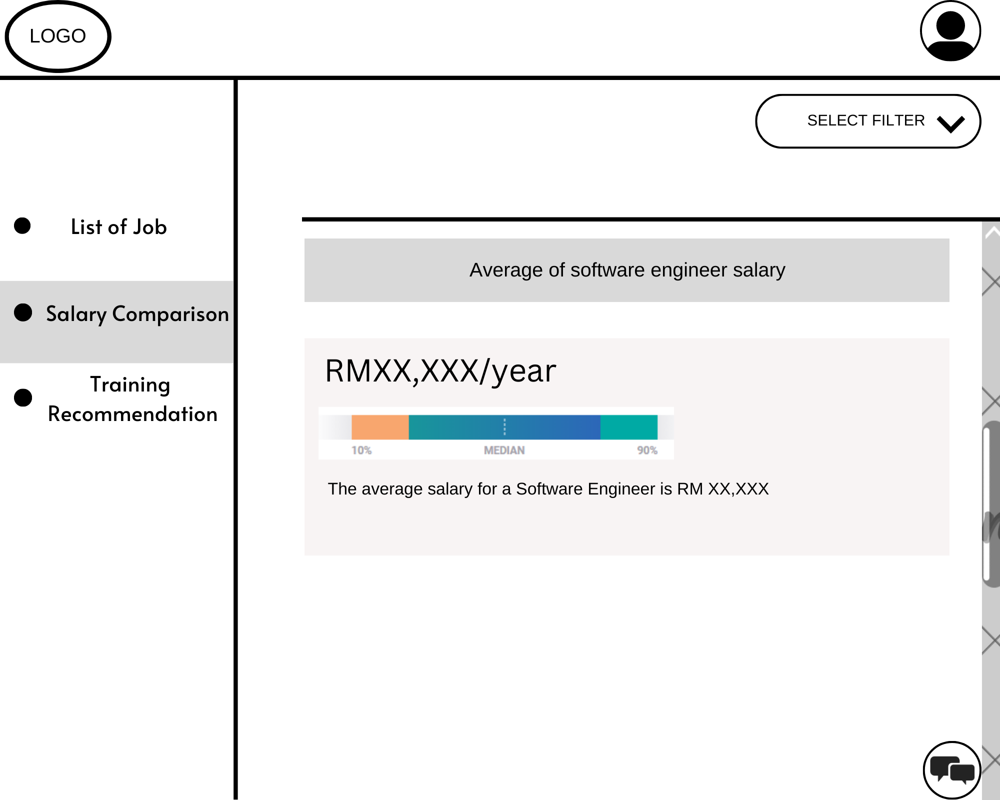 LOGO
SELECT FILTER
List of Job
Salary Comparison
Training
Recommendation
Average of software engineer salary
RMXX,XXX/year
10%
MEDIAN
90%
The average salary for a Software Engineer is RM XX,XXX